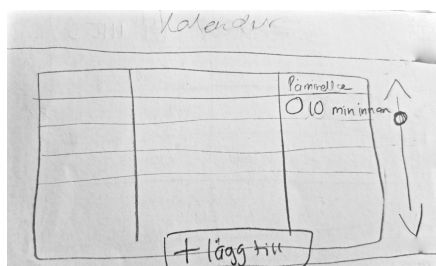 Kalender
Påminnelse
10 min innan
+ lägg till